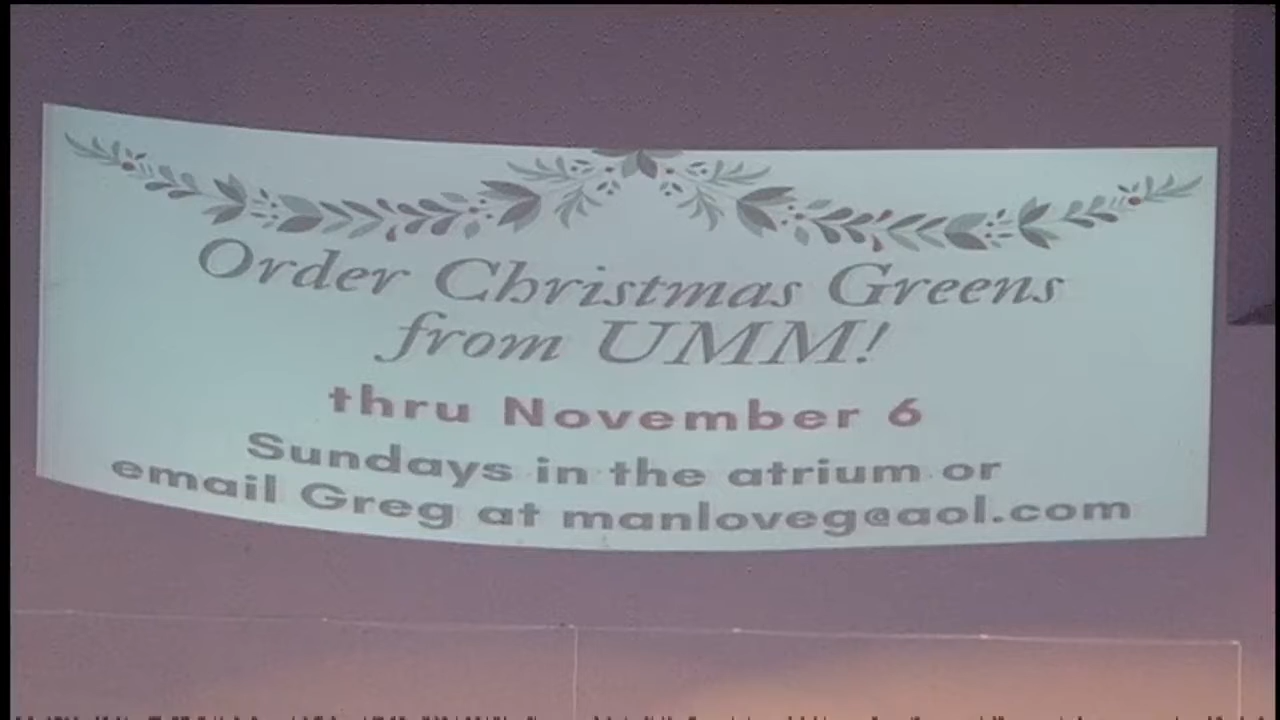 Order Christmas Greens
from UMM!
thru November 6
Sundays in the atrium or
email Greg at manloveg@aol.com